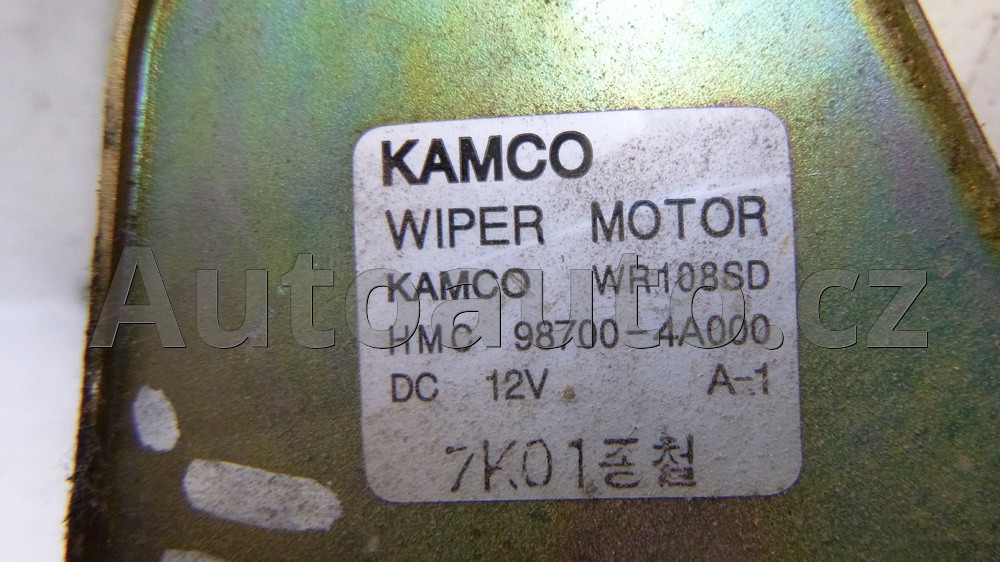 KAMCO
WIPER MOTOR
KAMCO WR108SD
HMC 98700-4A000
DC 12V A-1
7K01종철
Autoauto.cz